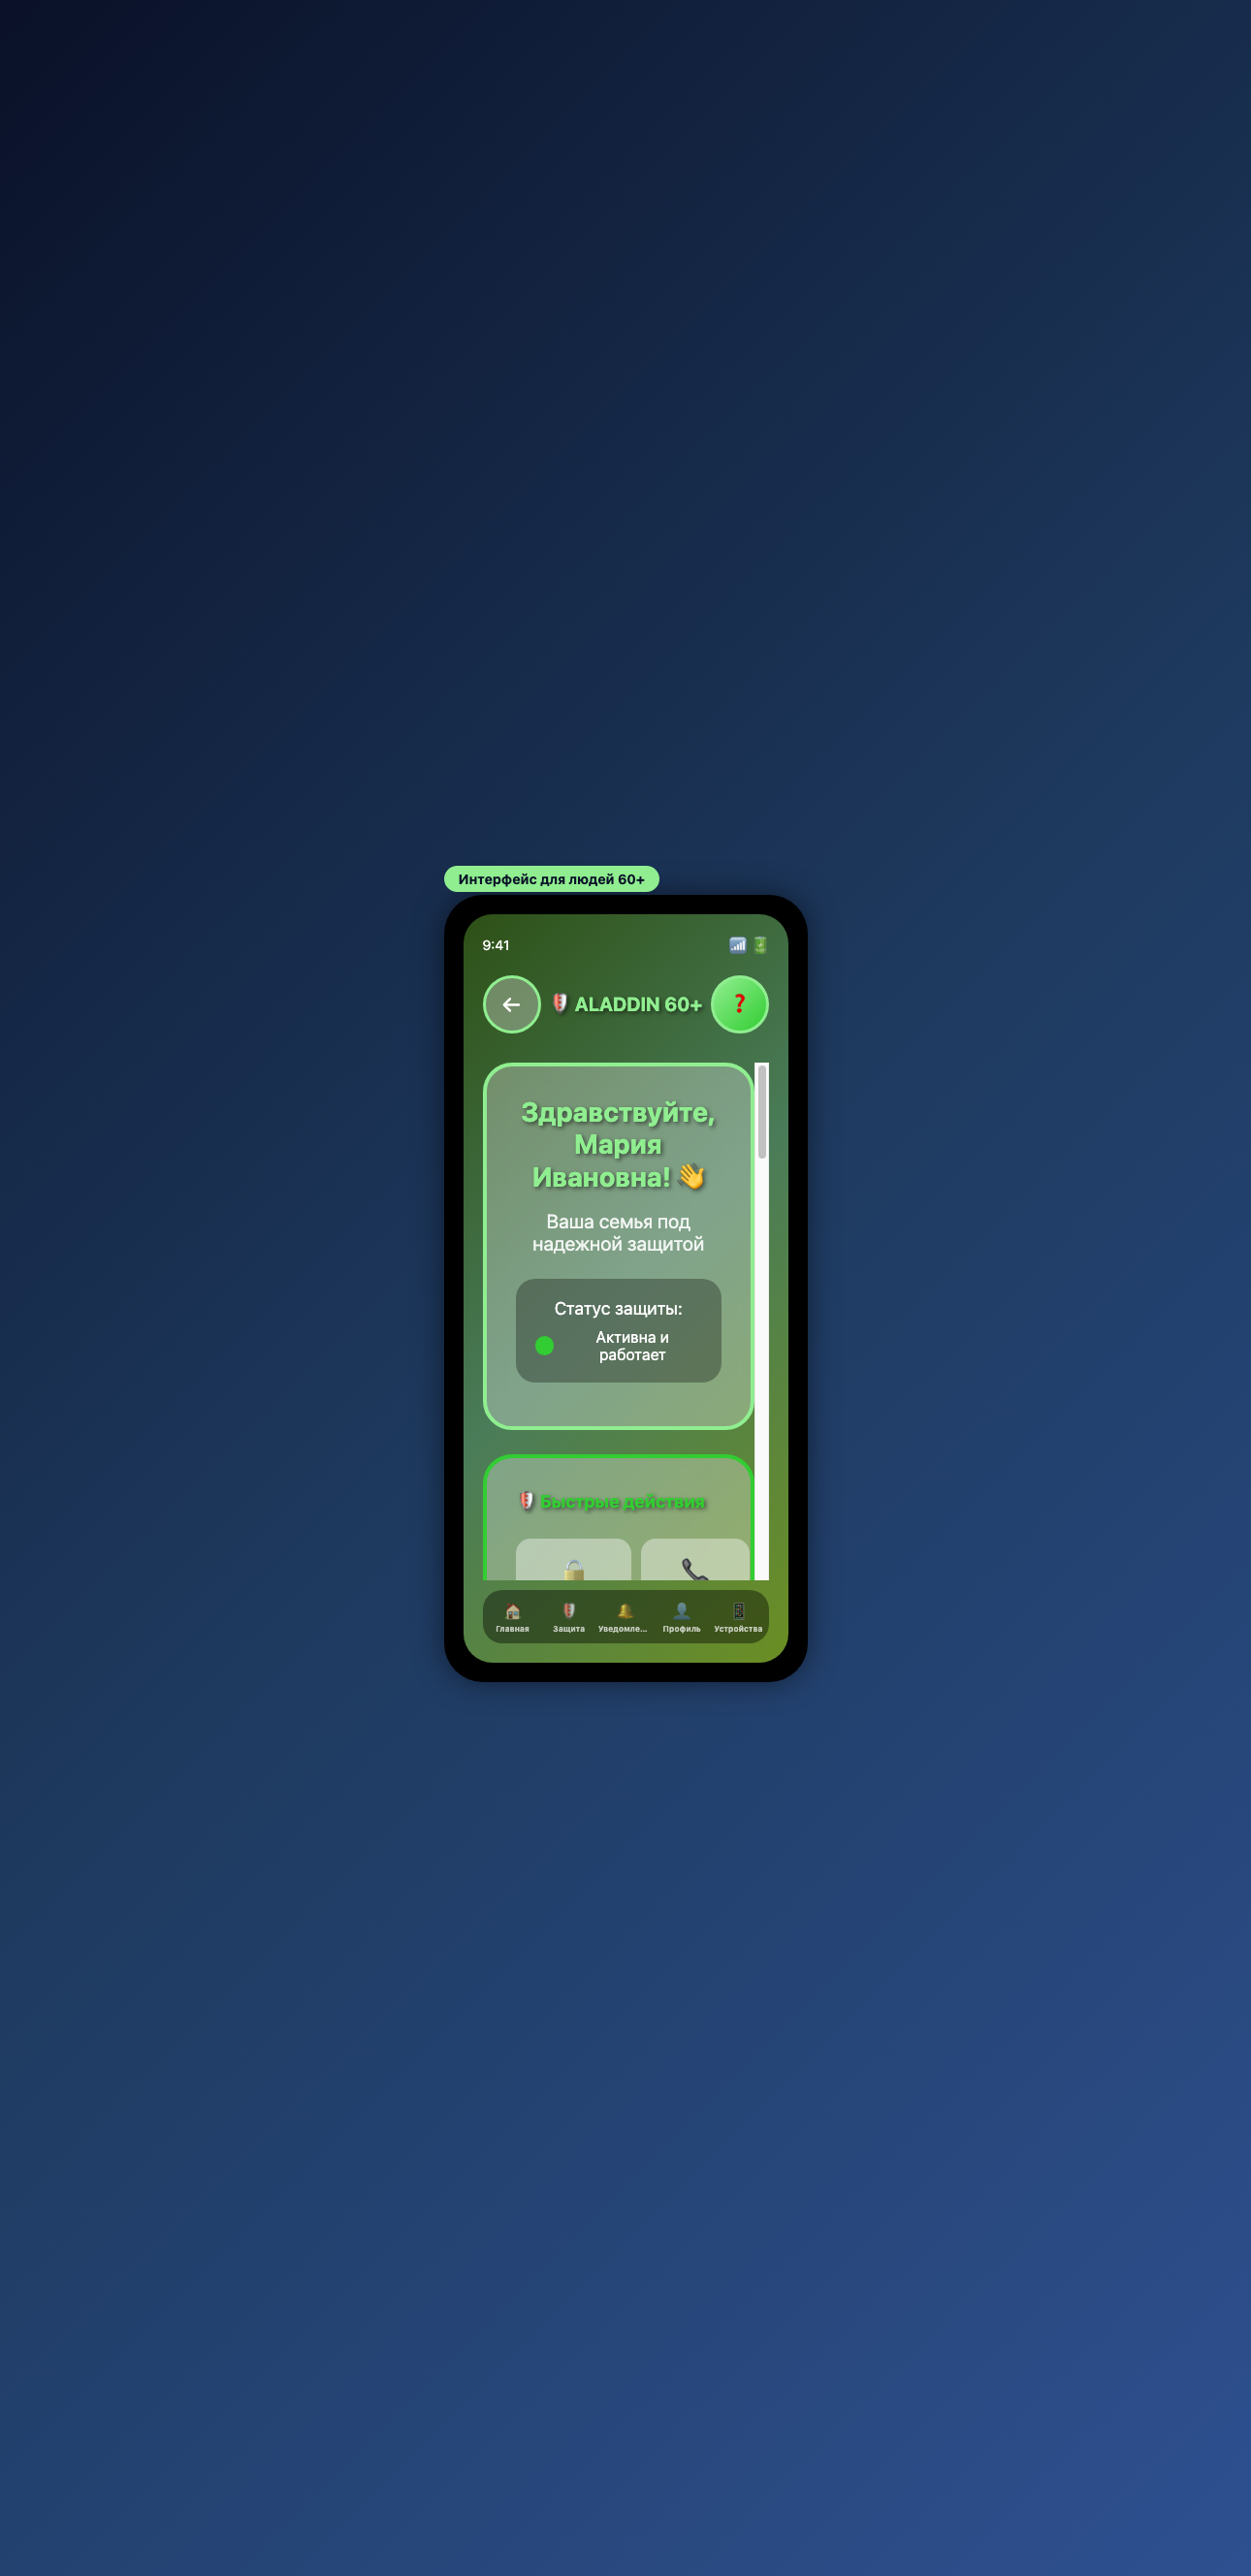 Интерфейс для людей 60+
9:41
ALADDIN 60+
Здравствуйте,
Мария
Ивановна! 👋
Ваша семья под
надежной защитой
Статус защиты:
Активна и
работает
Быстрые действия
Главная
Защита
Уведомле...
Профиль
Устройства